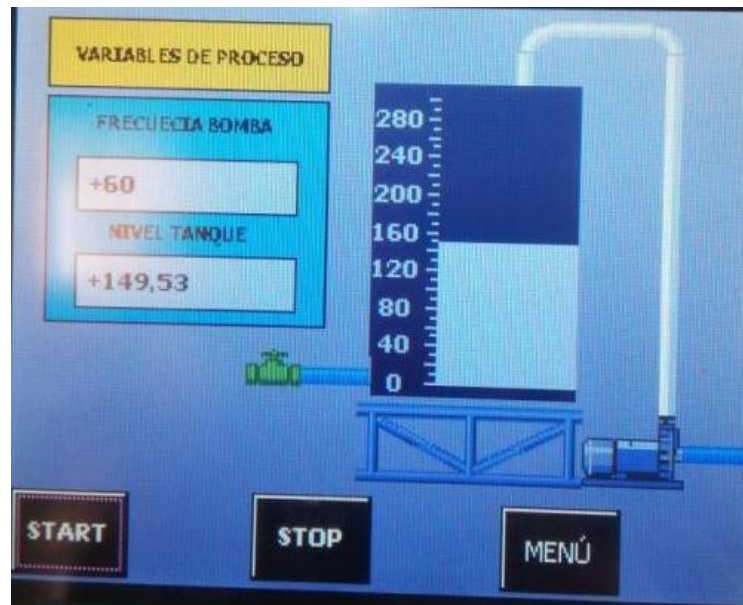 VARIABLES DE PROCESO
FRECUECIA BOMBA
+60
NIVEL TANQUE
+149,53
280
240
200
160
120
80
40
0
START
STOP
MENÚ